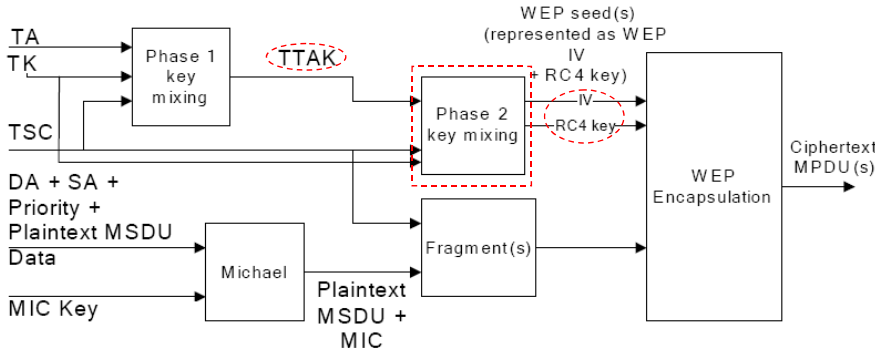 WEP seed(s)
(represented as WEP
IV
+ RC4 key)
TA
TK
Phase 1
key
mixing
TTAK
Phase 2
key mixing
IV
RC4 key
TSC
WEP
Encapsulation
Ciphertext
MPDU(s)
DA + SA +
Priority +
Plaintext MSDU
Data
Michael
Fragment(s)
Plaintext
MSDU +
MIC
MIC Key